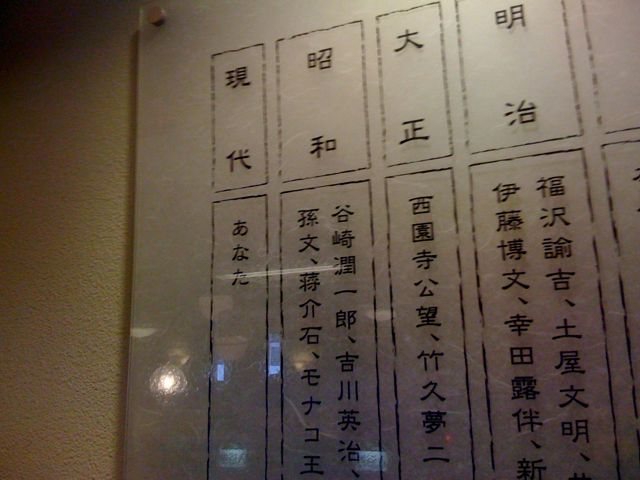 明治
福沢諭吉、土屋文明、
伊藤博文、幸田露伴、新
大正
西園寺公望、竹久夢二
昭和
谷崎潤一郎、吉川英治、
孫文、蒋介石、モナコ王
現代
あなた